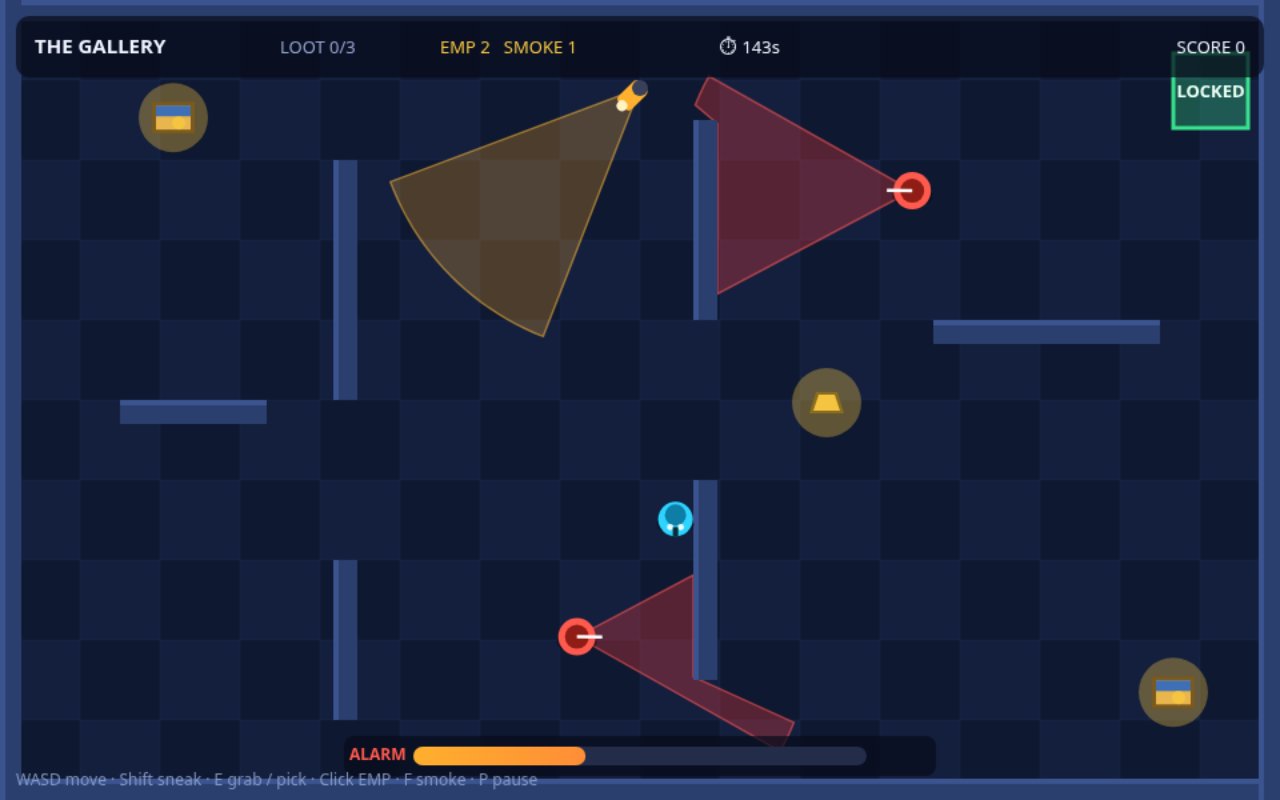 THE GALLERY LOOT 0/3 EMP 2 SMOKE 1 ⏱ 143s SCORE 0
LOCKED
ALARM
WASD move · Shift sneak · E grab / pick · Click EMP · F smoke · P pause